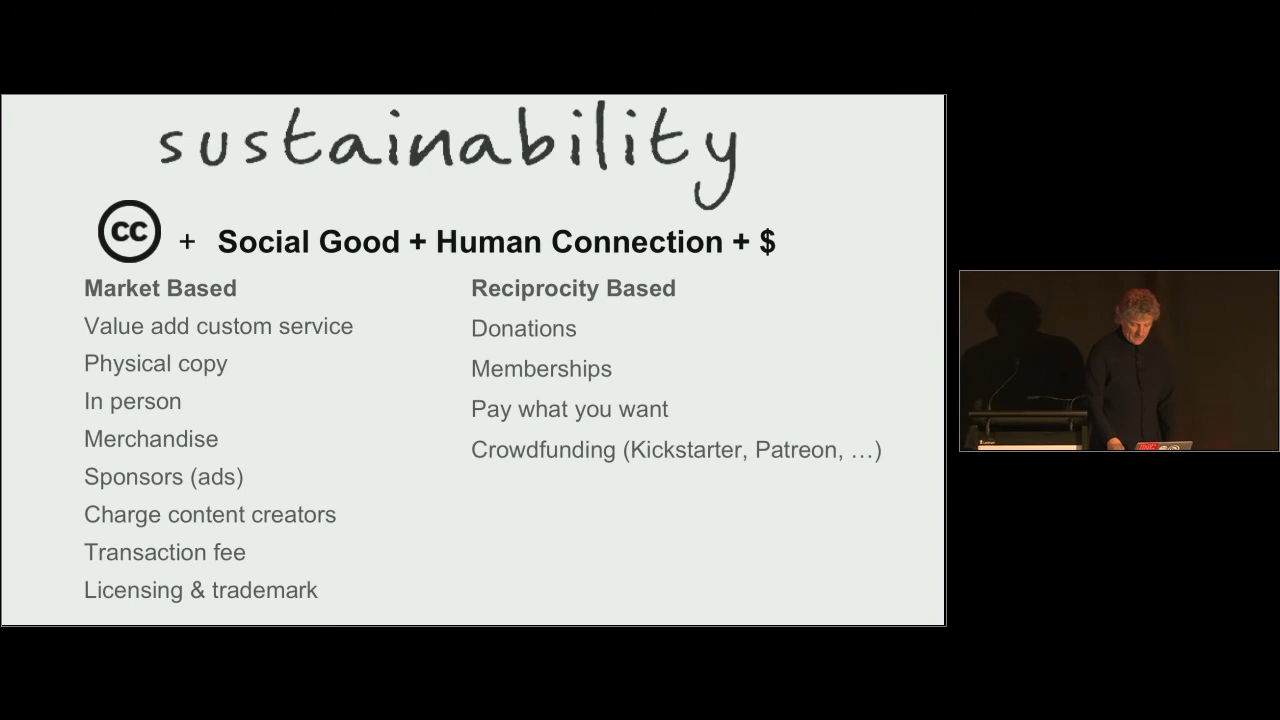 sustainability
cc + Social Good + Human Connection + $
Market Based
Value add custom service
Physical copy
In person
Merchandise
Sponsors (ads)
Charge content creators
Transaction fee
Licensing & trademark
Reciprocity Based
Donations
Memberships
Pay what you want
Crowdfunding (Kickstarter, Patreon, …)